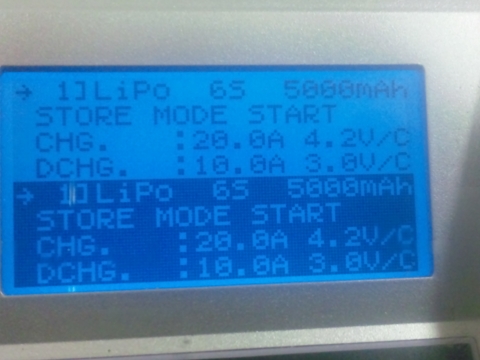 → 1]LiPo 6S 5000mAh
STORE MODE START
CHG. :20.0A 4.2V/C
DCHG. :10.0A 3.0V/C
→ 1]LiPo 6S 5000mAh
STORE MODE START
CHG. :20.0A 4.2V/C
DCHG. :10.0A 3.0V/C